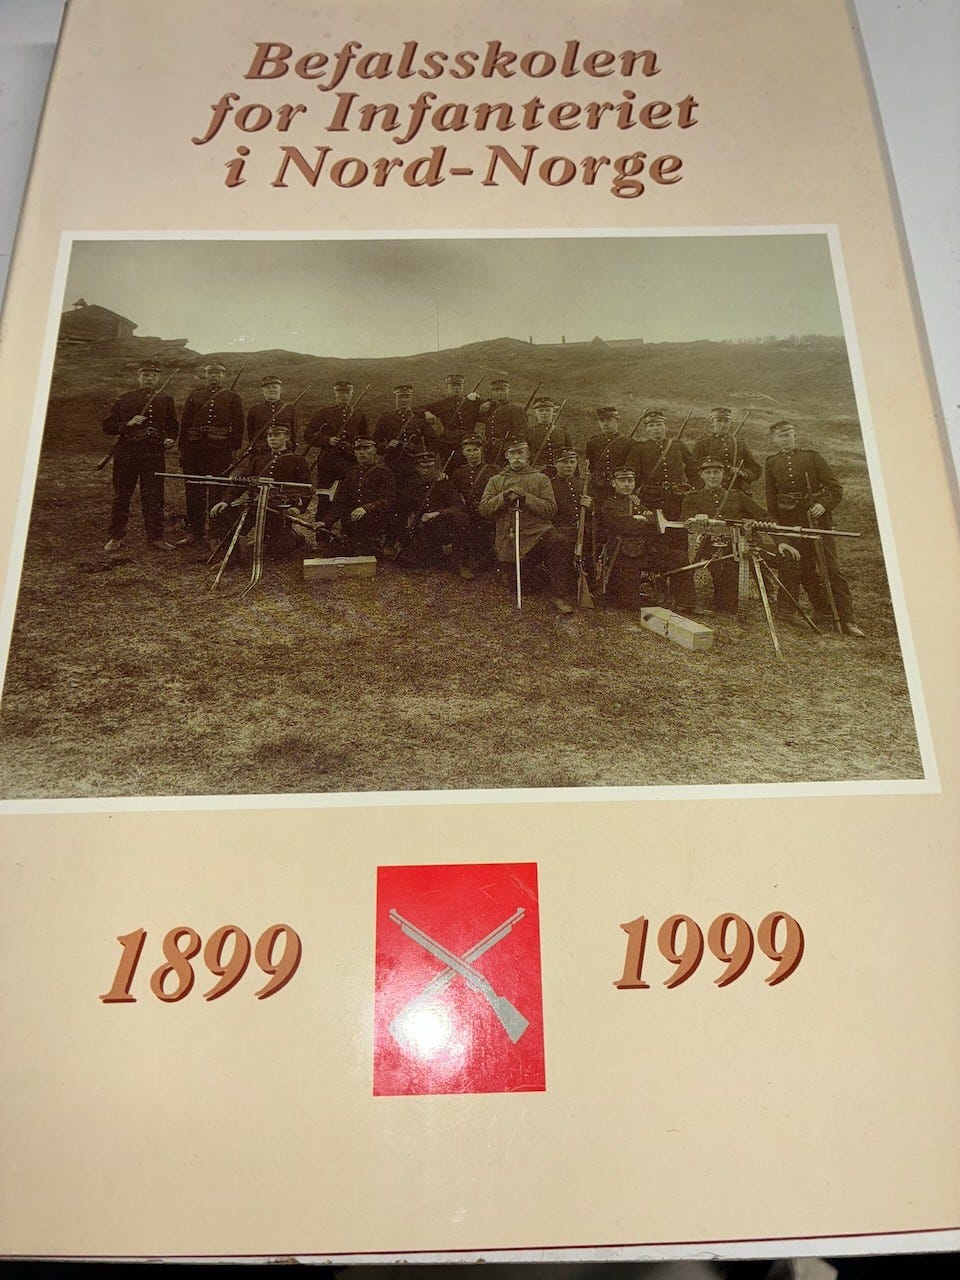 Befalsskolen
for Infanteriet
i Nord-Norge
1899
1999